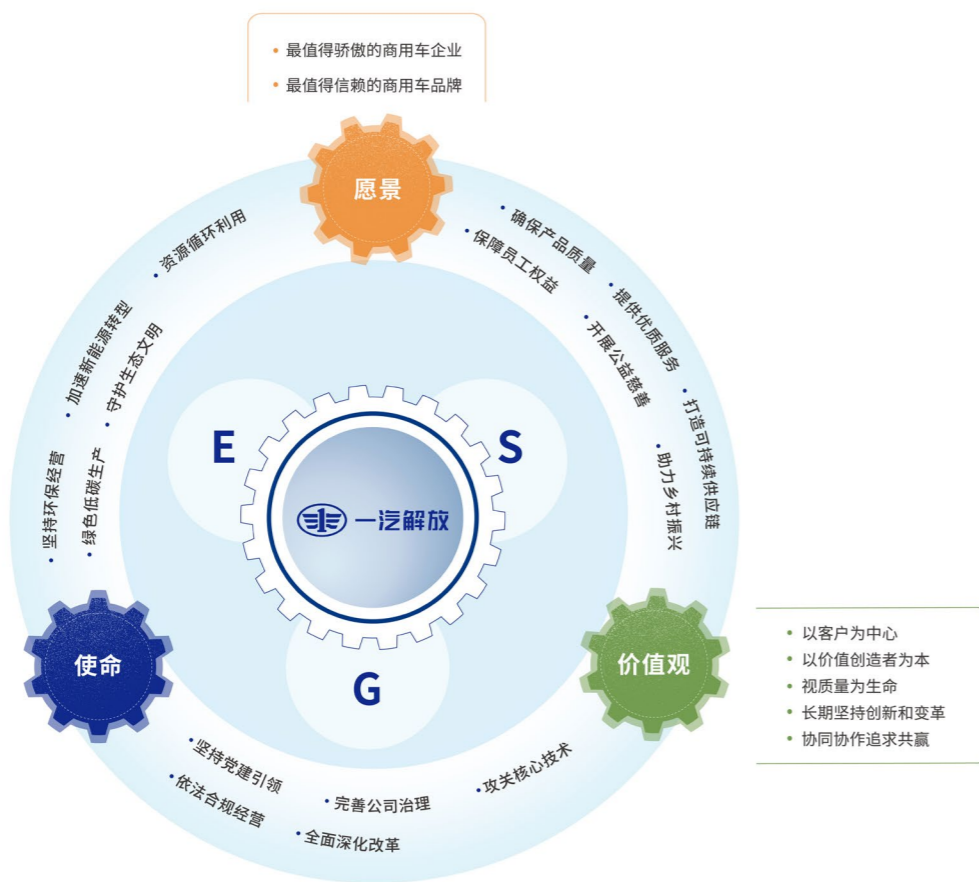 最值得骄傲的商用车企业
最值得信赖的商用车品牌
愿景
资源循环利用
加速新能源转型
守护生态文明
坚持环保经营
绿色低碳生产
确保产品质量
保障员工权益
提供优质服务
开展公益慈善
打造可持续供应链
助力乡村振兴
E
S
一汽解放
G
使命
价值观
以客户为中心
以价值创造者为本
视质量为生命
长期坚持创新和变革
协同协作追求共赢
坚持党建引领
依法合规经营
完善公司治理
全面深化改革
攻关核心技术